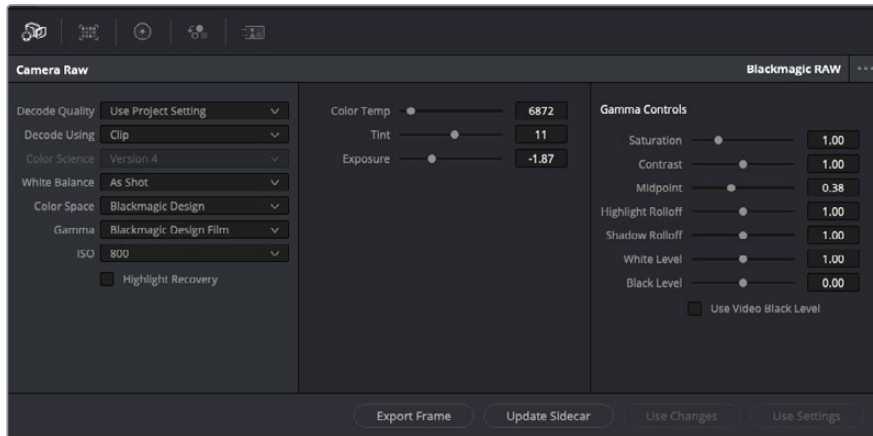 Camera Raw
Blackmagic RAW
Decode Quality Use Project Setting
Decode Using Clip
Color Science Version 4
White Balance As Shot
Color Space Blackmagic Design
Gamma Blackmagic Design Film
ISO 800
Highlight Recovery
Color Temp 6872
Tint 11
Exposure -1.87
Gamma Controls
Saturation 1.00
Contrast 1.00
Midpoint 0.38
Highlight Rolloff 1.00
Shadow Rolloff 1.00
White Level 1.00
Black Level 0.00
Use Video Black Level
Export Frame
Update Sidecar
Use Changes
Use Settings